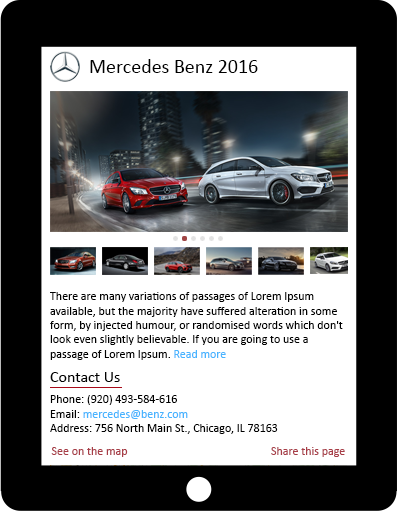 Mercedes Benz 2016
There are many variations of passages of Lorem Ipsum
available, but the majority have suffered alteration in some
form, by injected humour, or randomised words which don't
look even slightly believable. If you are going to use a
passage of Lorem Ipsum. Read more
Contact Us
Phone: (920) 493-584-616
Email: mercedes@benz.com
Address: 756 North Main St., Chicago, IL 78163
See on the map
Share this page